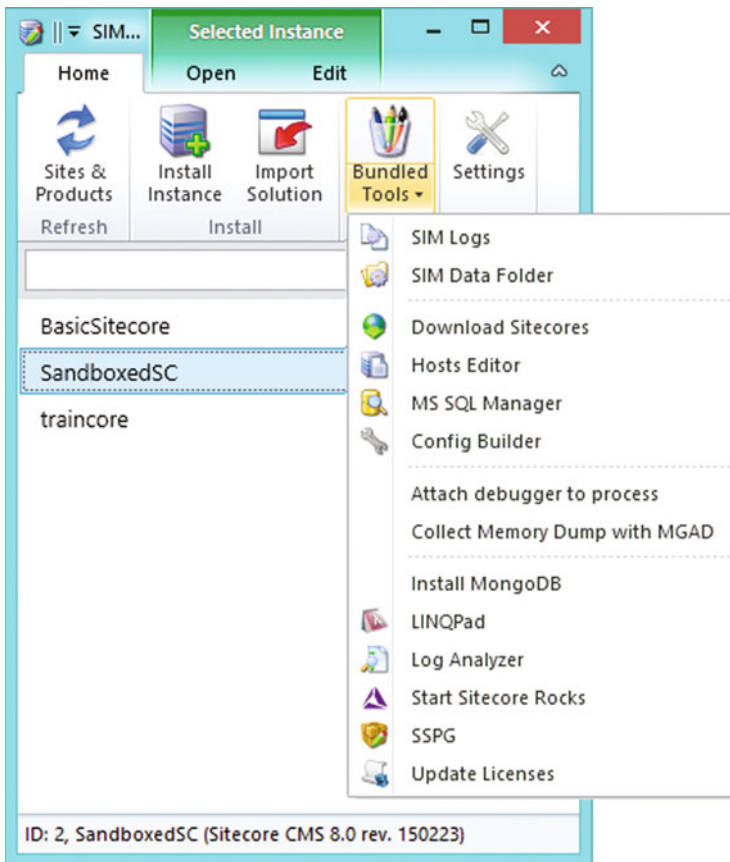 SIM...
Selected Instance
Home
Open
Edit
Sites &
Products
Install
Instance
Import
Solution
Bundled
Tools
Settings
Refresh
Install
SIM Logs
SIM Data Folder
Download Sitecores
Hosts Editor
MS SQL Manager
Config Builder
Attach debugger to process
Collect Memory Dump with MGAD
Install MongoDB
LINQPad
Log Analyzer
Start Sitecore Rocks
SSPG
Update Licenses
BasicSitecore
SandboxedSC
traincore
ID: 2, SandboxedSC (Sitecore CMS 8.0 rev. 150223)